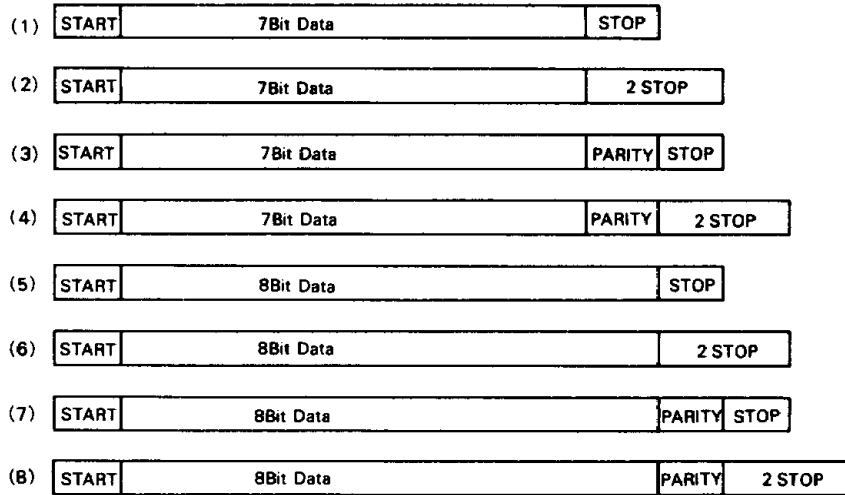 (1) START 7Bit Data STOP
(2) START 7Bit Data 2 STOP
(3) START 7Bit Data PARITY STOP
(4) START 7Bit Data PARITY 2 STOP
(5) START 8Bit Data STOP
(6) START 8Bit Data 2 STOP
(7) START 8Bit Data PARITY STOP
(B) START 8Bit Data PARITY 2 STOP